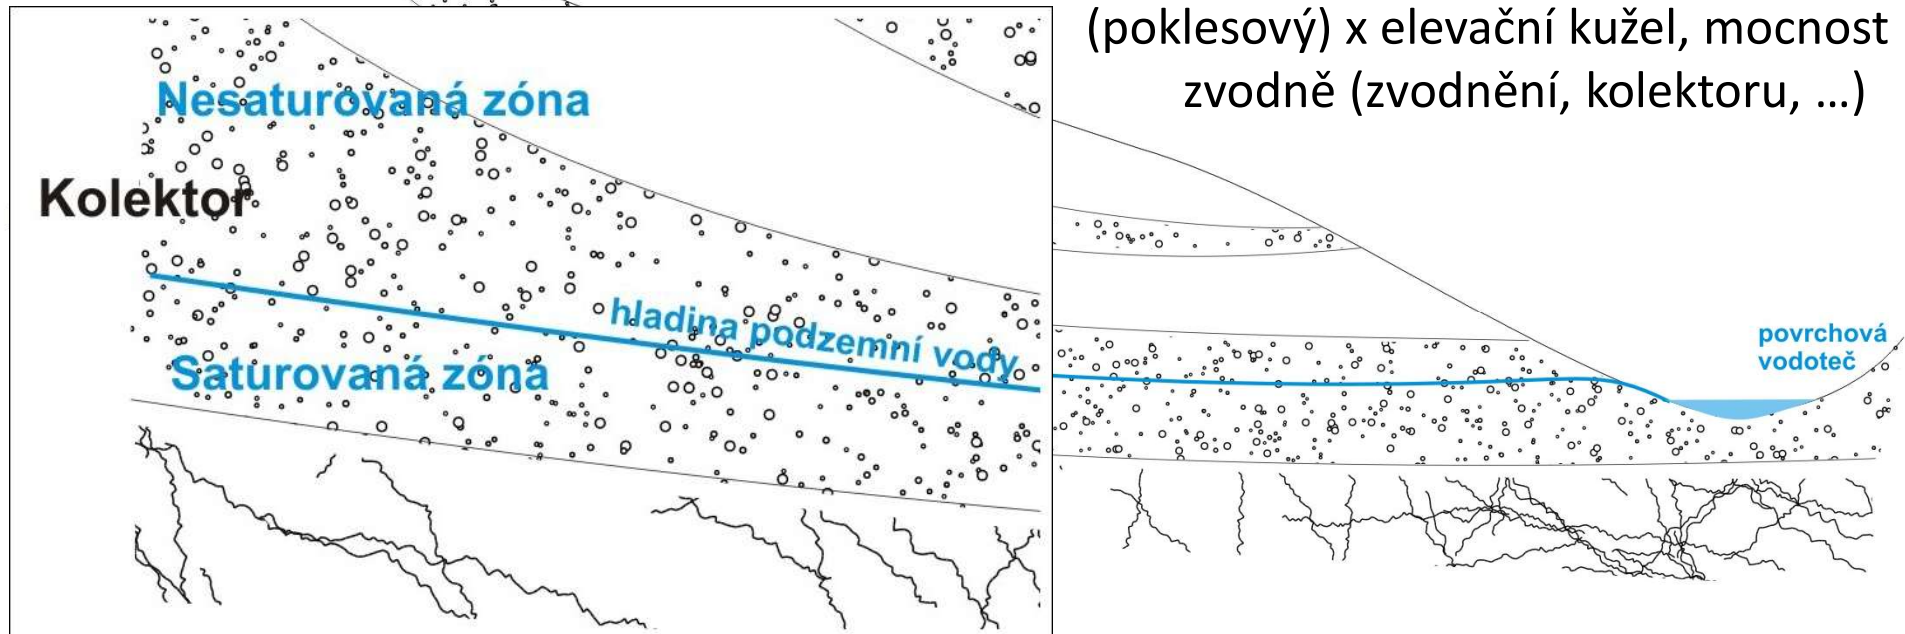 (poklesový) x elevační kužel, mocnost
zvodně (zvodnění, kolektoru, …)
Nesaturovaná zóna
Kolektor
hladina podzemní vody
Saturovaná zóna
povrchová
vodoteč